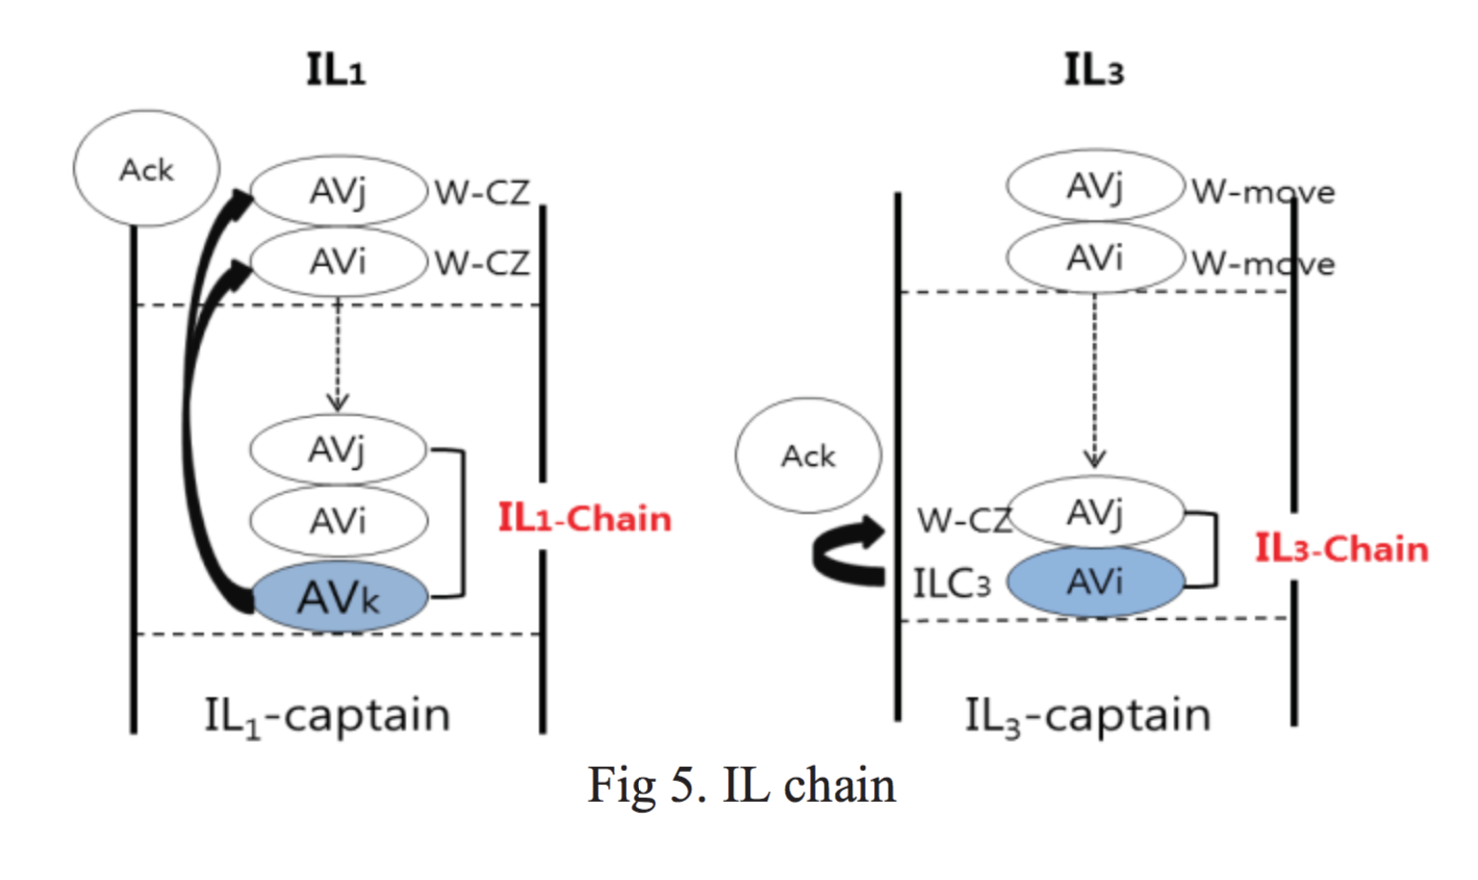 IL1
Ack
AVj W-CZ
AVi W-CZ
AVj
AVi
IL1-Chain
AVk
IL1-captain
IL3
AVj W-move
AVi W-move
Ack
W-CZ AVj
IL3-Chain
ILC3 AVi
IL3-captain
Fig 5. IL chain